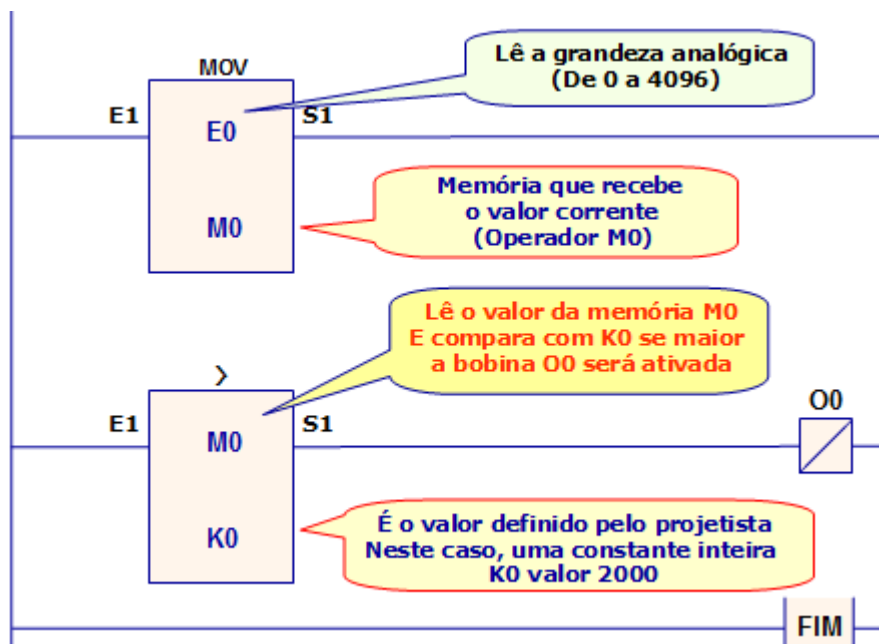 Lê a grandeza analógica
(De 0 a 4096)
MOV
E1
E0
S1
M0
Memória que recebe
o valor corrente
(Operador M0)
Lê o valor da memória M0
E compara com K0 se maior
a bobina O0 será ativada
>
E1
M0
S1
O0
K0
É o valor definido pelo projetista
Neste caso, uma constante inteira
K0 valor 2000
FIM